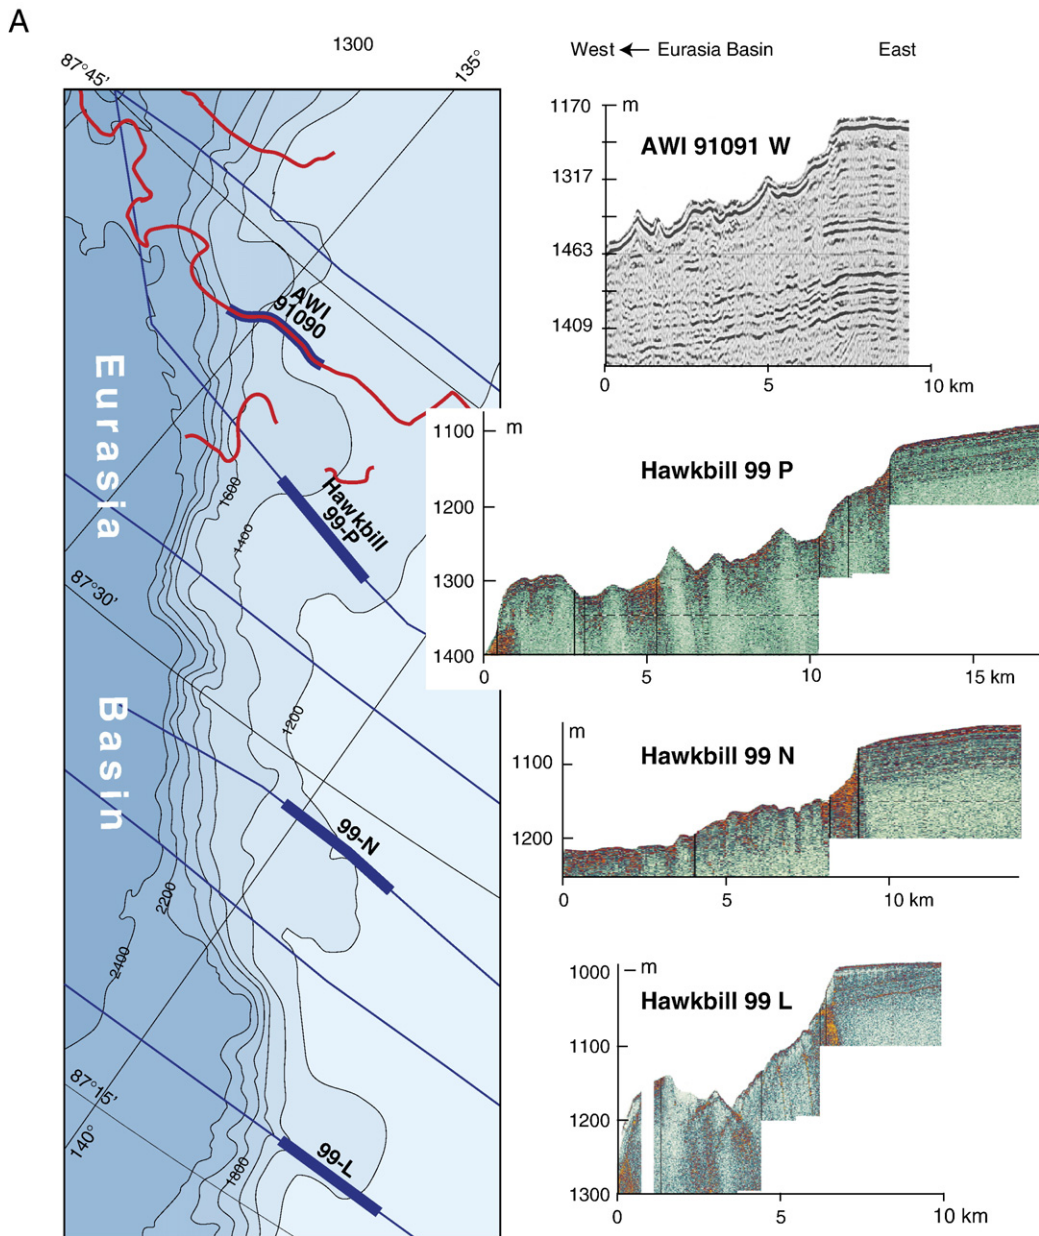 A
1300
87°45'
135°
AWI
91090
Eurasia
1600
Hawkbill
99-P
1400
87°30'
Basin
1200
99-N
2200
2400
87°15'
140°
99-L
1800
West ← Eurasia Basin East
1170 m
AWI 91091 W
1317
1463
1409
0 5 10 km
1100 m
Hawkbill 99 P
1200
1300
1400
0 5 10 15 km
m
Hawkbill 99 N
1100
1200
0 5 10 km
1000 m
Hawkbill 99 L
1100
1200
1300
0 5 10 km